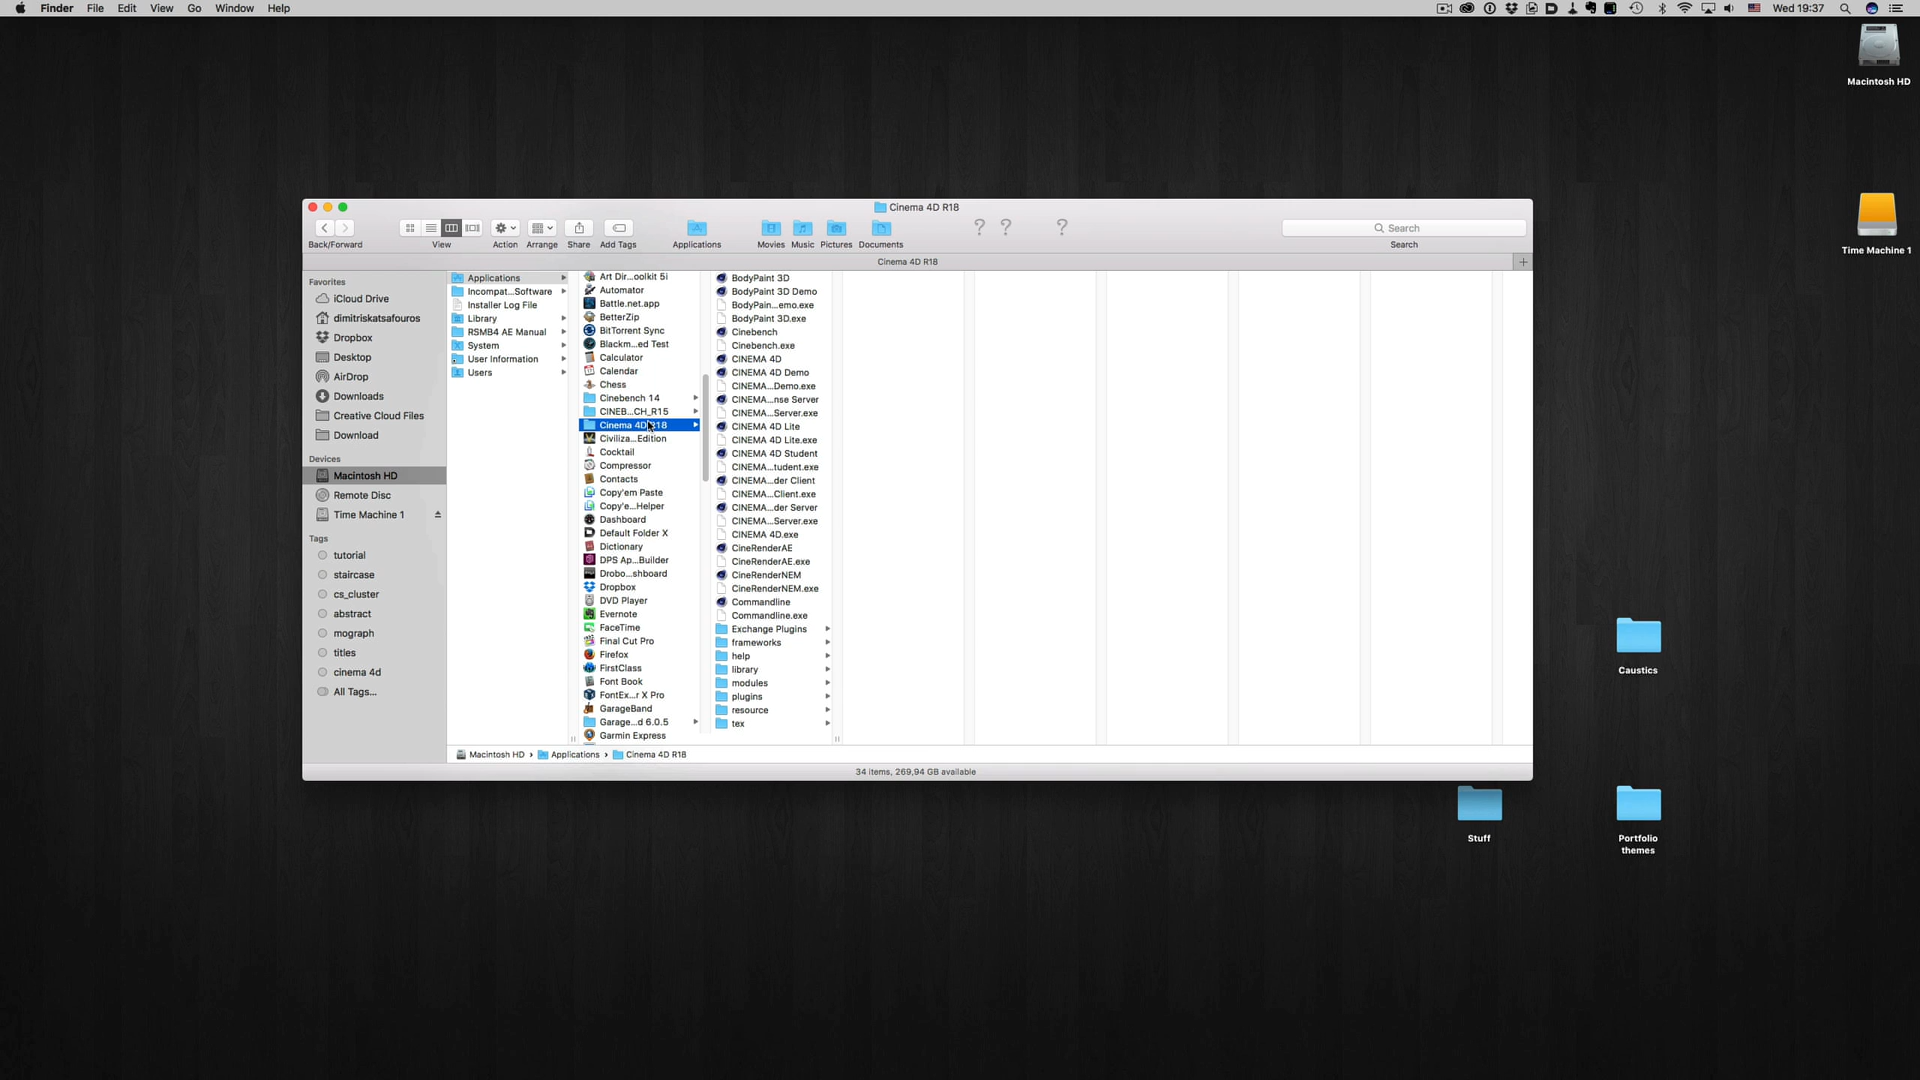 Finder File Edit View Go Window Help
Wed 19:37
Macintosh HD
Time Machine 1
Caustics
Stuff
Portfolio
themes
Cinema 4D R18
Back/Forward View Action Arrange Share Add Tags Applications Movies Music Pictures Documents
Search
Search
Cinema 4D R18
Favorites
iCloud Drive
dimitriskatsafouros
Dropbox
Desktop
AirDrop
Downloads
Creative Cloud Files
Download
Devices
Macintosh HD
Remote Disc
Time Machine 1
Tags
tutorial
staircase
cs_cluster
abstract
mograph
titles
cinema 4d
All Tags...
Applications
Incompat...Software
Installer Log File
Library
RSMB4 AE Manual
System
User Information
Users
Art Dir...oolkit 5i
Automator
Battle.net.app
BetterZip
BitTorrent Sync
Blackm...ed Test
Calculator
Calendar
Chess
Cinebench 14
CINEB...CH_R15
Cinema 4D R18
Civiliza...Edition
Cocktail
Compressor
Contacts
Copy'em Paste
Copy'e...Helper
Dashboard
Default Folder X
Dictionary
DPS Ap...Builder
Drobo...shboard
Dropbox
DVD Player
Evernote
FaceTime
Final Cut Pro
Firefox
FirstClass
Font Book
FontEx...r X Pro
GarageBand
Garage...d 6.0.5
Garmin Express
BodyPaint 3D
BodyPaint 3D Demo
BodyPain...emo.exe
BodyPaint 3D.exe
Cinebench
Cinebench.exe
CINEMA 4D
CINEMA 4D Demo
CINEMA...Demo.exe
CINEMA...nse Server
CINEMA...Server.exe
CINEMA 4D Lite
CINEMA 4D Lite.exe
CINEMA 4D Student
CINEMA...tudent.exe
CINEMA...der Client
CINEMA...Client.exe
CINEMA...der Server
CINEMA...Server.exe
CINEMA 4D.exe
CineRenderAE
CineRenderAE.exe
CineRenderNEM
CineRenderNEM.exe
Commandline
Commandline.exe
Exchange Plugins
frameworks
help
library
modules
plugins
resource
tex
Macintosh HD › Applications › Cinema 4D R18
34 items, 269,94 GB available